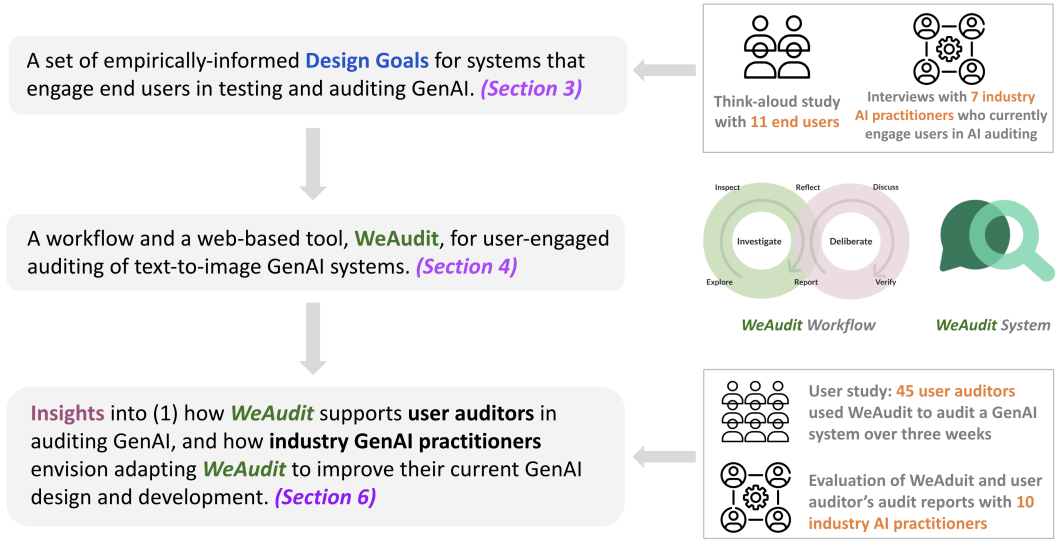 A set of empirically-informed Design Goals for systems that
engage end users in testing and auditing GenAI. (Section 3)
Think-aloud study
with 11 end users
Interviews with 7 industry
AI practitioners who currently
engage users in AI auditing
A workflow and a web-based tool, WeAudit, for user-engaged
auditing of text-to-image GenAI systems. (Section 4)
Inspect
Reflect
Discuss
Investigate
Deliberate
Explore
Report
Verify
WeAudit Workflow
WeAudit System
Insights into (1) how WeAudit supports user auditors in
auditing GenAI, and how industry GenAI practitioners
envision adapting WeAudit to improve their current GenAI
design and development. (Section 6)
User study: 45 user auditors
used WeAudit to audit a GenAI
system over three weeks
Evaluation of WeAduit and user
auditor’s audit reports with 10
industry AI practitioners